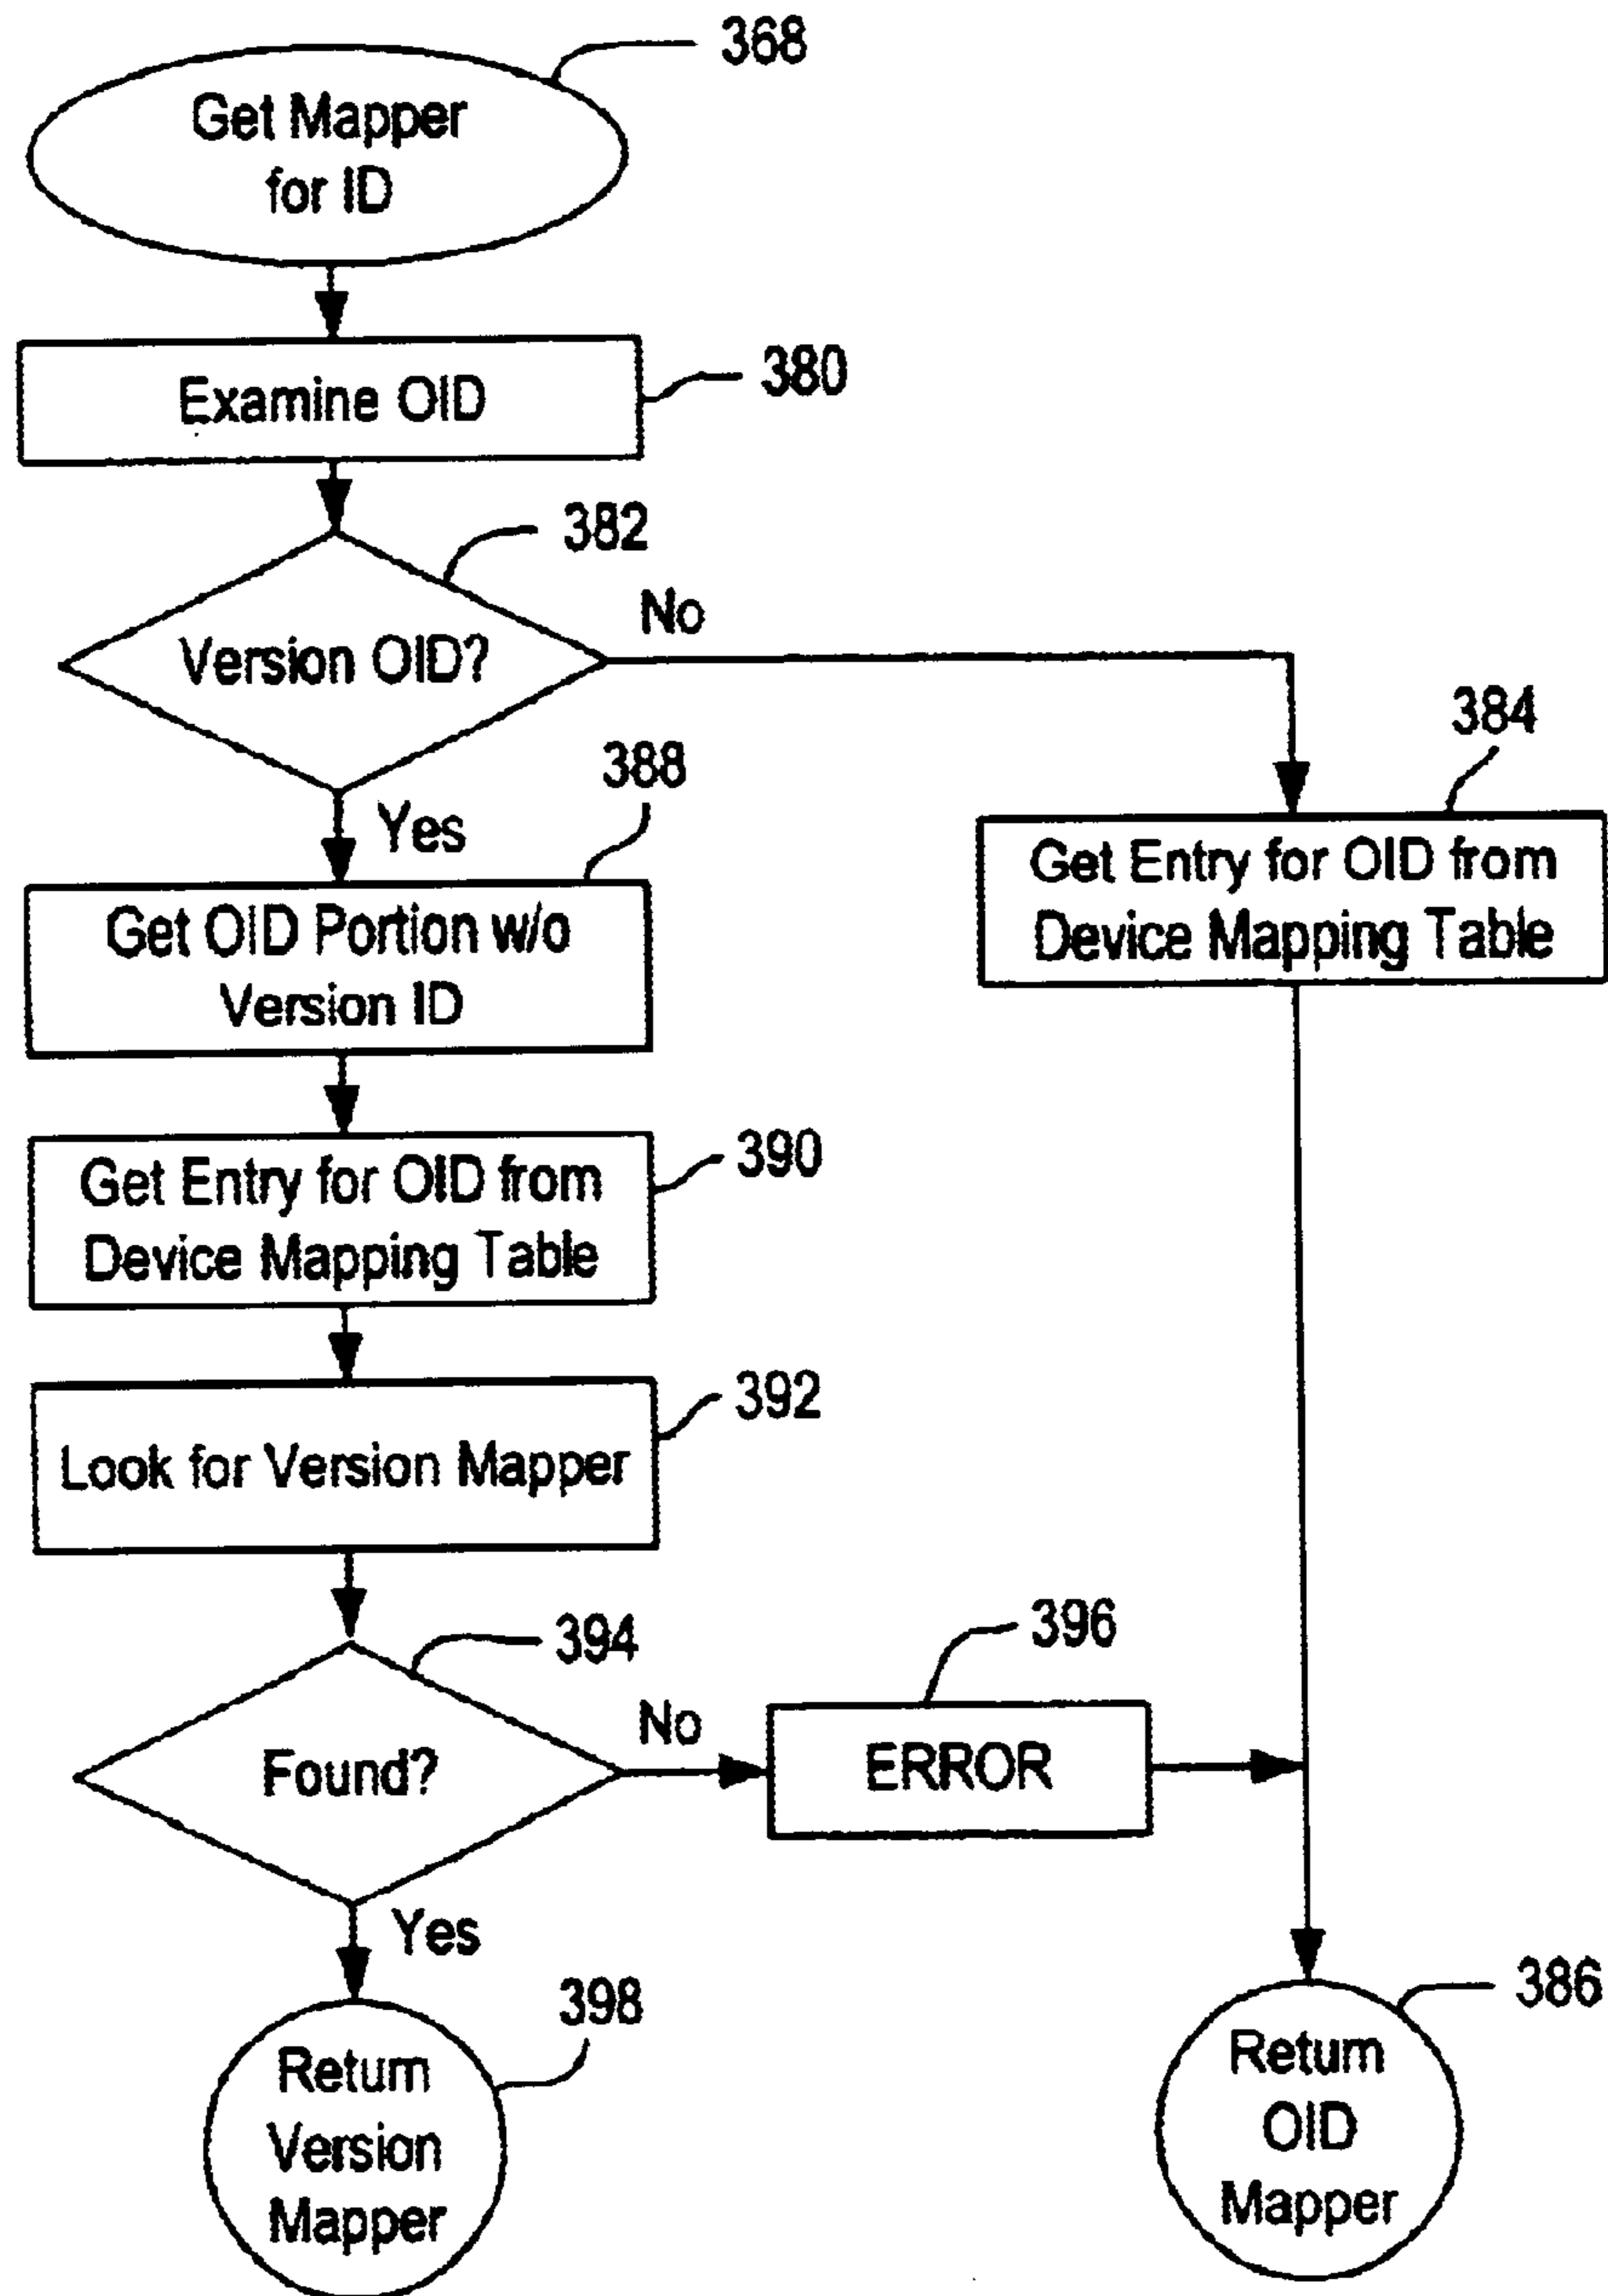 368
Get Mapper
for ID
380
Examine OID
382
Version OID?
No
384
388
Yes
Get Entry for OID from
Device Mapping Table
Get OID Portion w/o
Version ID
390
Get Entry for OID from
Device Mapping Table
392
Look for Version Mapper
394
396
No
Found?
ERROR
Yes
398
386
Return
Version
Mapper
Return
OID
Mapper